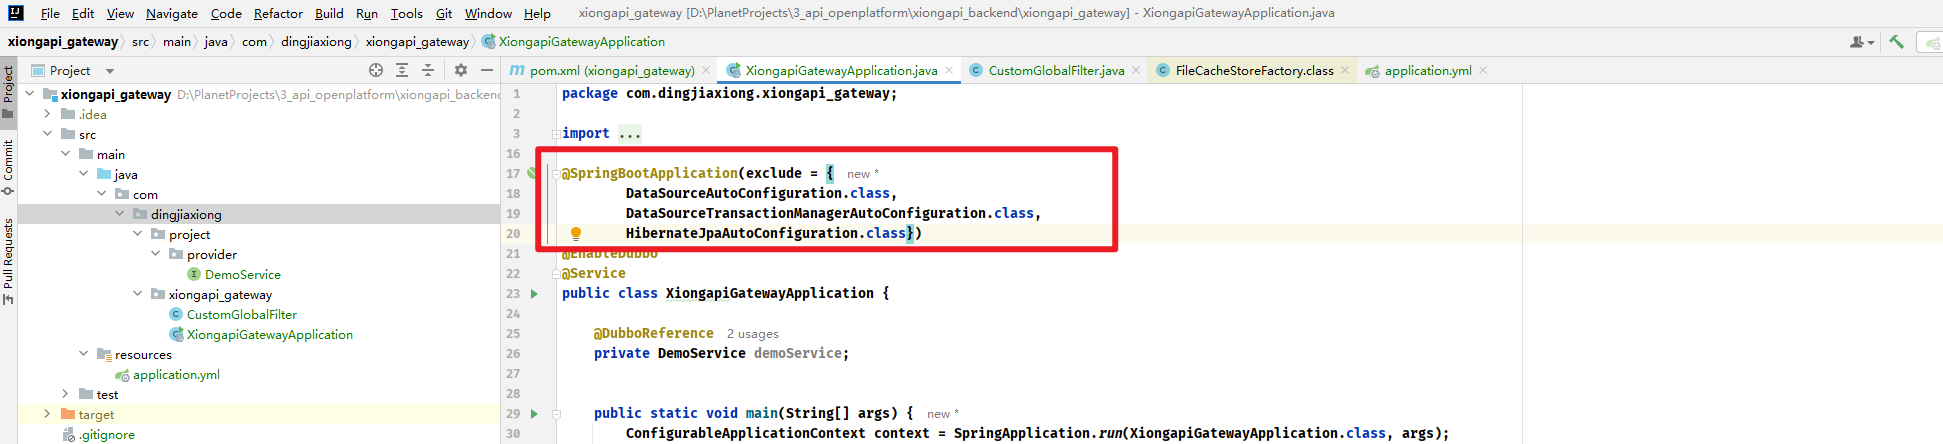 File Edit View Navigate Code Refactor Build Run Tools Git Window Help xiongapi_gateway [D:\PlanetProjects\3_api_openplatform\xiongapi_backend\xiongapi_gateway] - XiongapiGatewayApplication.java
xiongapi_gateway src main java com dingjiaxiong xiongapi_gateway XiongapiGatewayApplication
Project
Commit
Pull Requests
Project
xiongapi_gateway D:\PlanetProjects\3_api_openplatform\xiongapi_backend
.idea
src
main
java
com
dingjiaxiong
project
provider
DemoService
xiongapi_gateway
CustomGlobalFilter
XiongapiGatewayApplication
resources
application.yml
test
target
.gitignore
pom.xml (xiongapi_gateway) XiongapiGatewayApplication.java CustomGlobalFilter.java FileCacheStoreFactory.class application.yml
1 package com.dingjiaxiong.xiongapi_gateway;
2
3 import ...
16
17 @SpringBootApplication(exclude = { new *
18 DataSourceAutoConfiguration.class,
19 DataSourceTransactionManagerAutoConfiguration.class,
20 HibernateJpaAutoConfiguration.class})
21 @EnableDubbo
22 @Service
23 public class XiongapiGatewayApplication {
24
25 @DubboReference 2 usages
26 private DemoService demoService;
27
28
29 public static void main(String[] args) { new *
30 ConfigurableApplicationContext context = SpringApplication.run(XiongapiGatewayApplication.class, args);